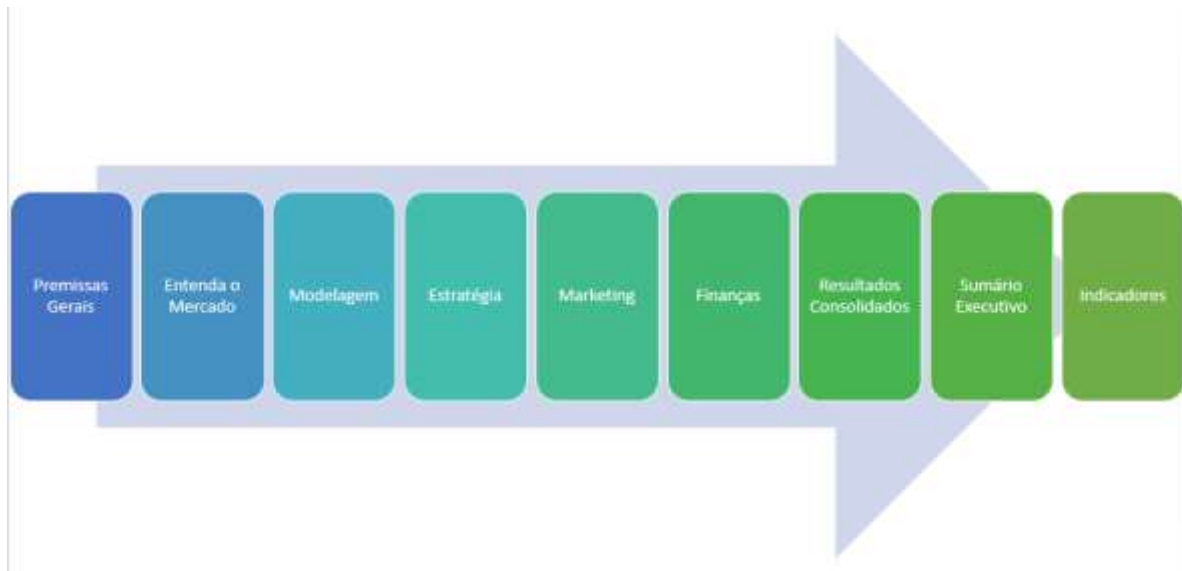 Premissas
Gerais
Entenda o
Mercado
Modelagem
Estratégia
Marketing
Finanças
Resultados
Consolidados
Sumário
Executivo
Indicadores